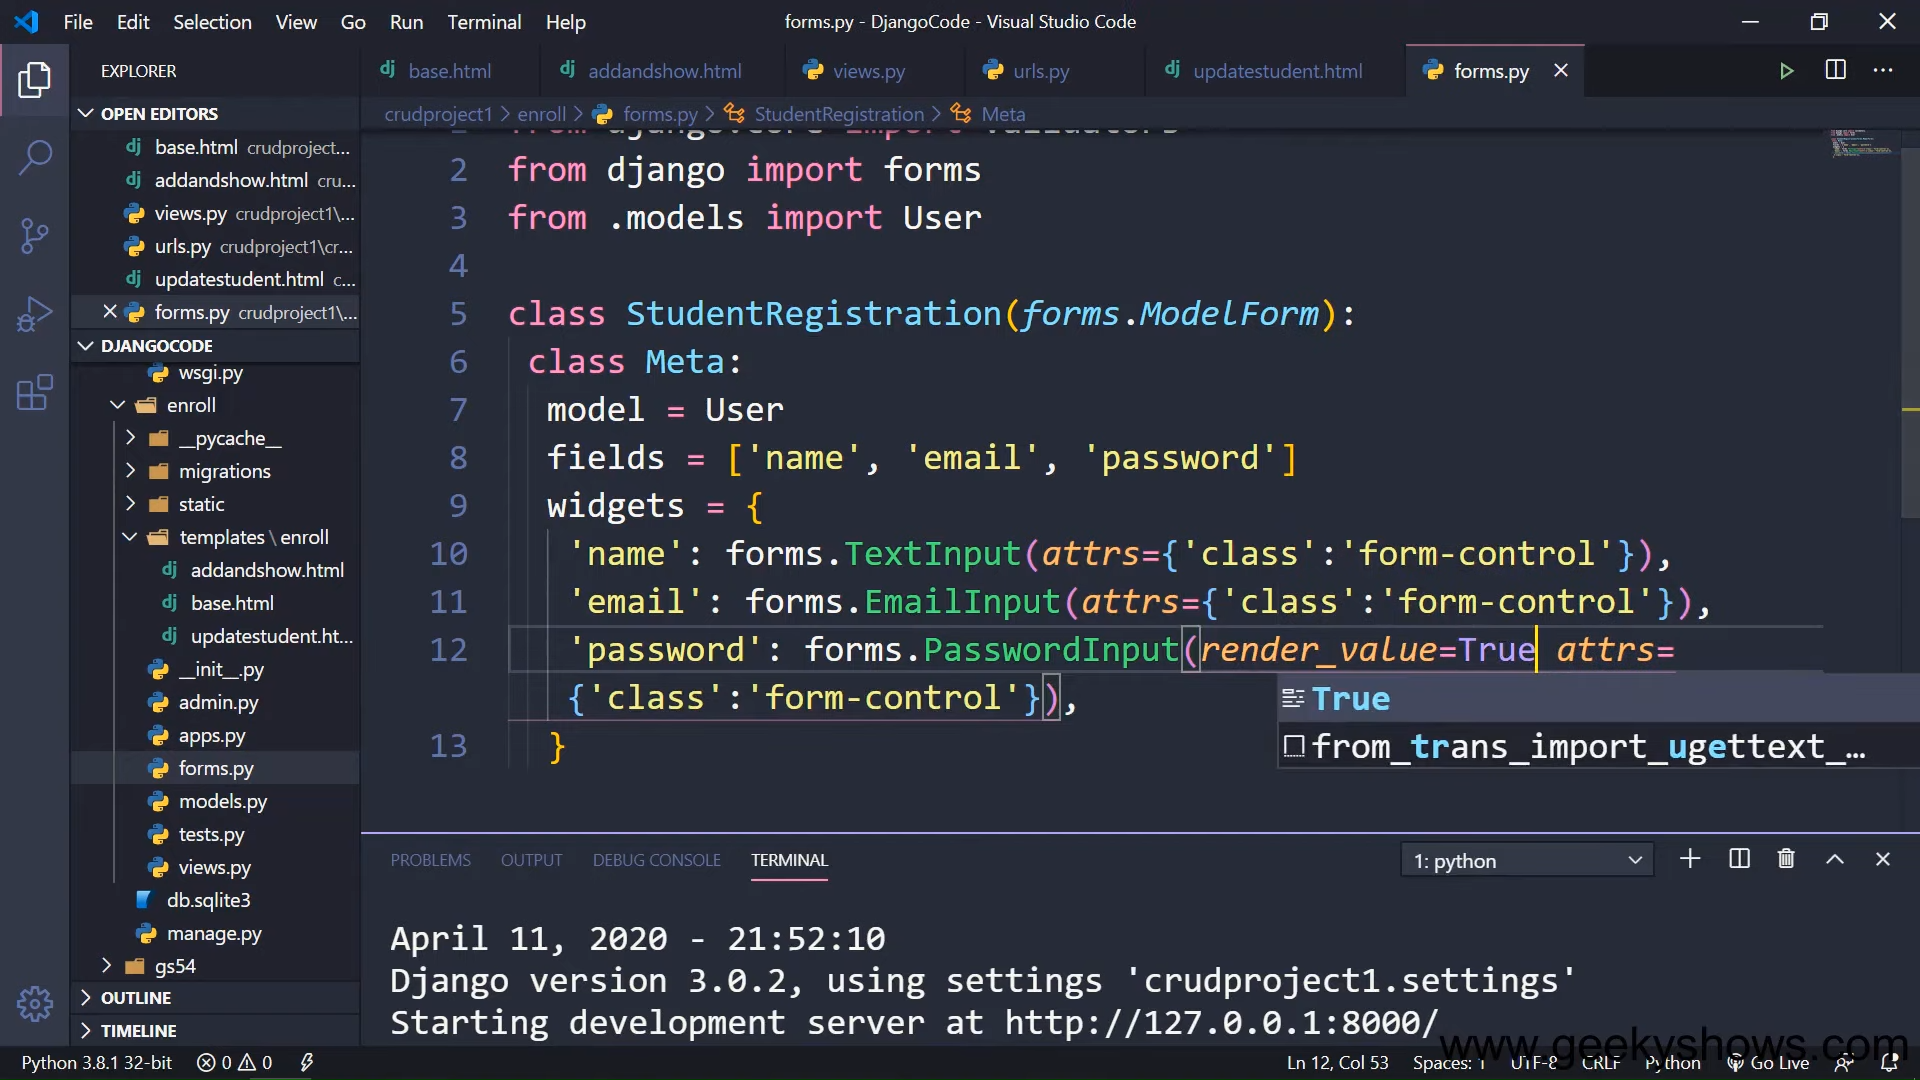 File Edit Selection View Go Run Terminal Help
forms.py - DjangoCode - Visual Studio Code
EXPLORER
base.html addandshow.html views.py urls.py updatestudent.html forms.py
OPEN EDITORS
crudproject1 > enroll > forms.py > StudentRegistration > Meta
base.html crudproject...
addandshow.html cru...
views.py crudproject1\...
urls.py crudproject1\cr...
updatestudent.html c...
forms.py crudproject1\...
DJANGOCODE
wsgi.py
enroll
__pycache__
migrations
static
templates \ enroll
addandshow.html
base.html
updatestudent.ht...
__init__.py
admin.py
apps.py
forms.py
models.py
tests.py
views.py
db.sqlite3
manage.py
gs54
OUTLINE
TIMELINE
from django.core import validators
2 from django import forms
3 from .models import User
4
5 class StudentRegistration(forms.ModelForm):
6 class Meta:
7 model = User
8 fields = ['name', 'email', 'password']
9 widgets = {
10 'name': forms.TextInput(attrs={'class':'form-control'}),
11 'email': forms.EmailInput(attrs={'class':'form-control'}),
12 'password': forms.PasswordInput(render_value=True attrs=
{'class':'form-control'}),
True
13 }
from_trans_import_ugettext_…
PROBLEMS OUTPUT DEBUG CONSOLE TERMINAL
1: python
April 11, 2020 - 21:52:10
Django version 3.0.2, using settings 'crudproject1.settings'
Starting development server at http://127.0.0.1:8000/
www.geekyshows.com
Python 3.8.1 32-bit 0 0 Ln 12, Col 53 Spaces: 1 UTF-8 CRLF Python Go Live